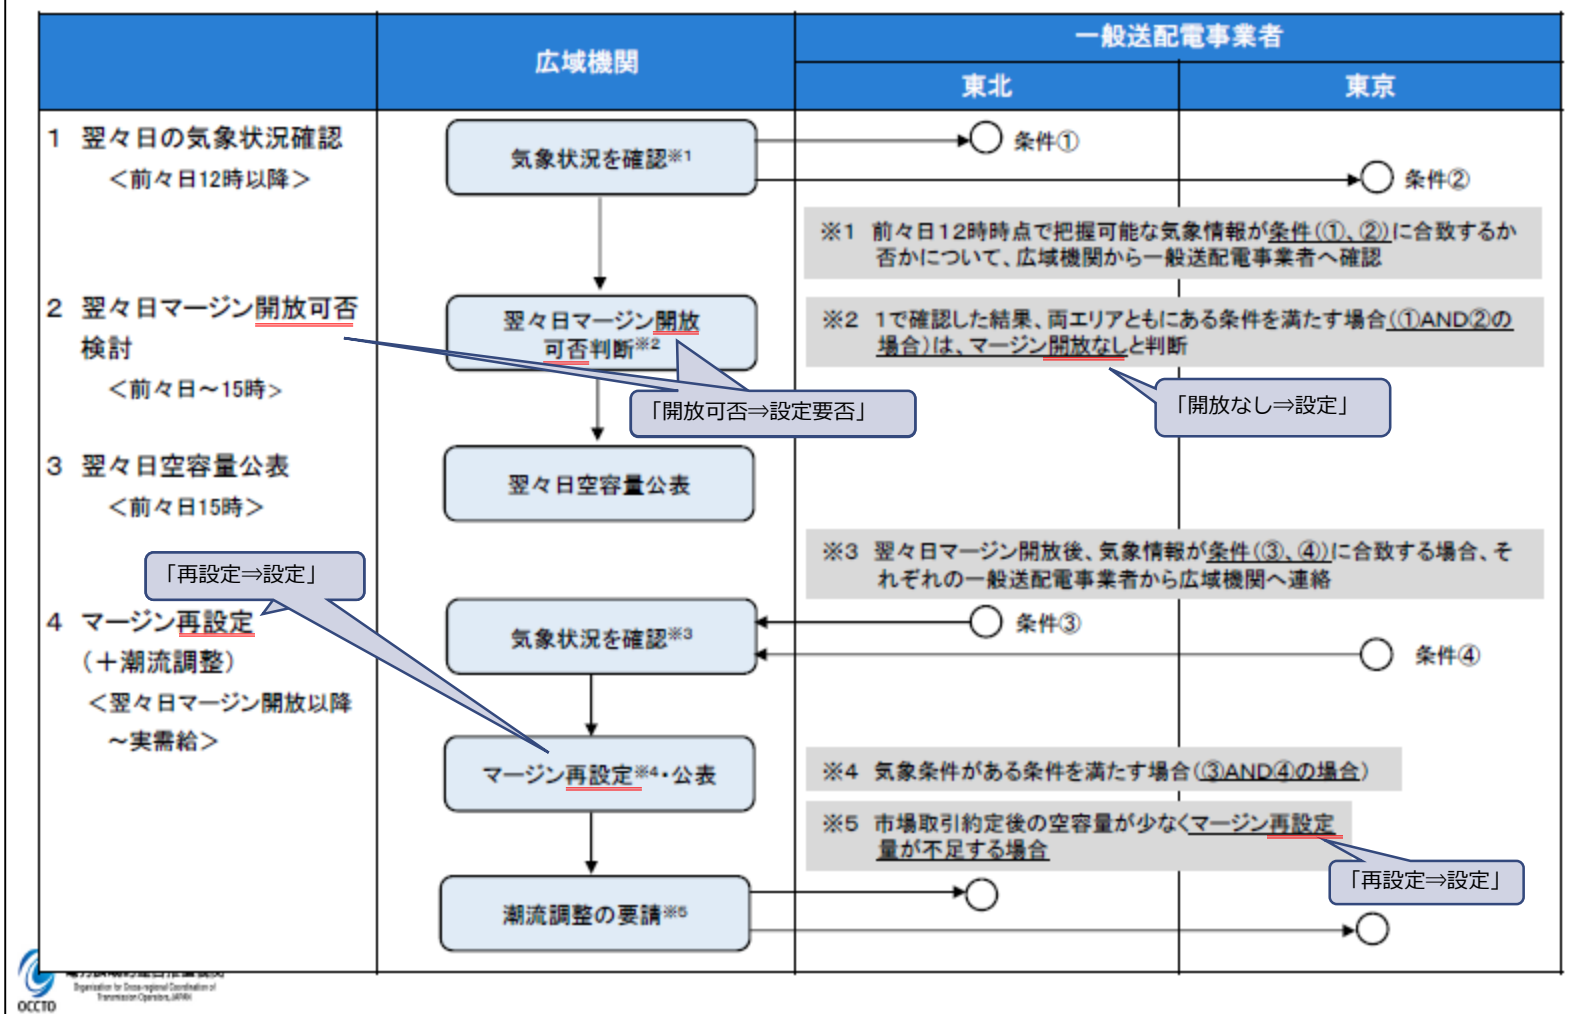 広域機関
一般送配電事業者
東北
東京
1 翌々日の気象状況確認
＜前々日12時以降＞
気象状況を確認※1
条件①
条件②
※1 前々日12時時点で把握可能な気象情報が条件(①、②)に合致するか
否かについて、広域機関から一般送配電事業者へ確認
2 翌々日マージン開放可否
検討
＜前々日～15時＞
翌々日マージン開放
可否判断※2
※2 1で確認した結果、両エリアともにある条件を満たす場合(①AND②の
場合)は、マージン開放なしと判断
「開放可否⇒設定要否」
「開放なし⇒設定」
3 翌々日空容量公表
＜前々日15時＞
翌々日空容量公表
※3 翌々日マージン開放後、気象情報が条件(③、④)に合致する場合、そ
れぞれの一般送配電事業者から広域機関へ連絡
「再設定⇒設定」
4 マージン再設定
(＋潮流調整)
＜翌々日マージン開放以降
～実需給＞
気象状況を確認※3
条件③
条件④
マージン再設定※4・公表
※4 気象条件がある条件を満たす場合(③AND④の場合)
※5 市場取引約定後の空容量が少なくマージン再設定
量が不足する場合
「再設定⇒設定」
潮流調整の要請※5
Organization for Cross-regional Coordination of
Transmission Operators, JAPAN
OCCTO